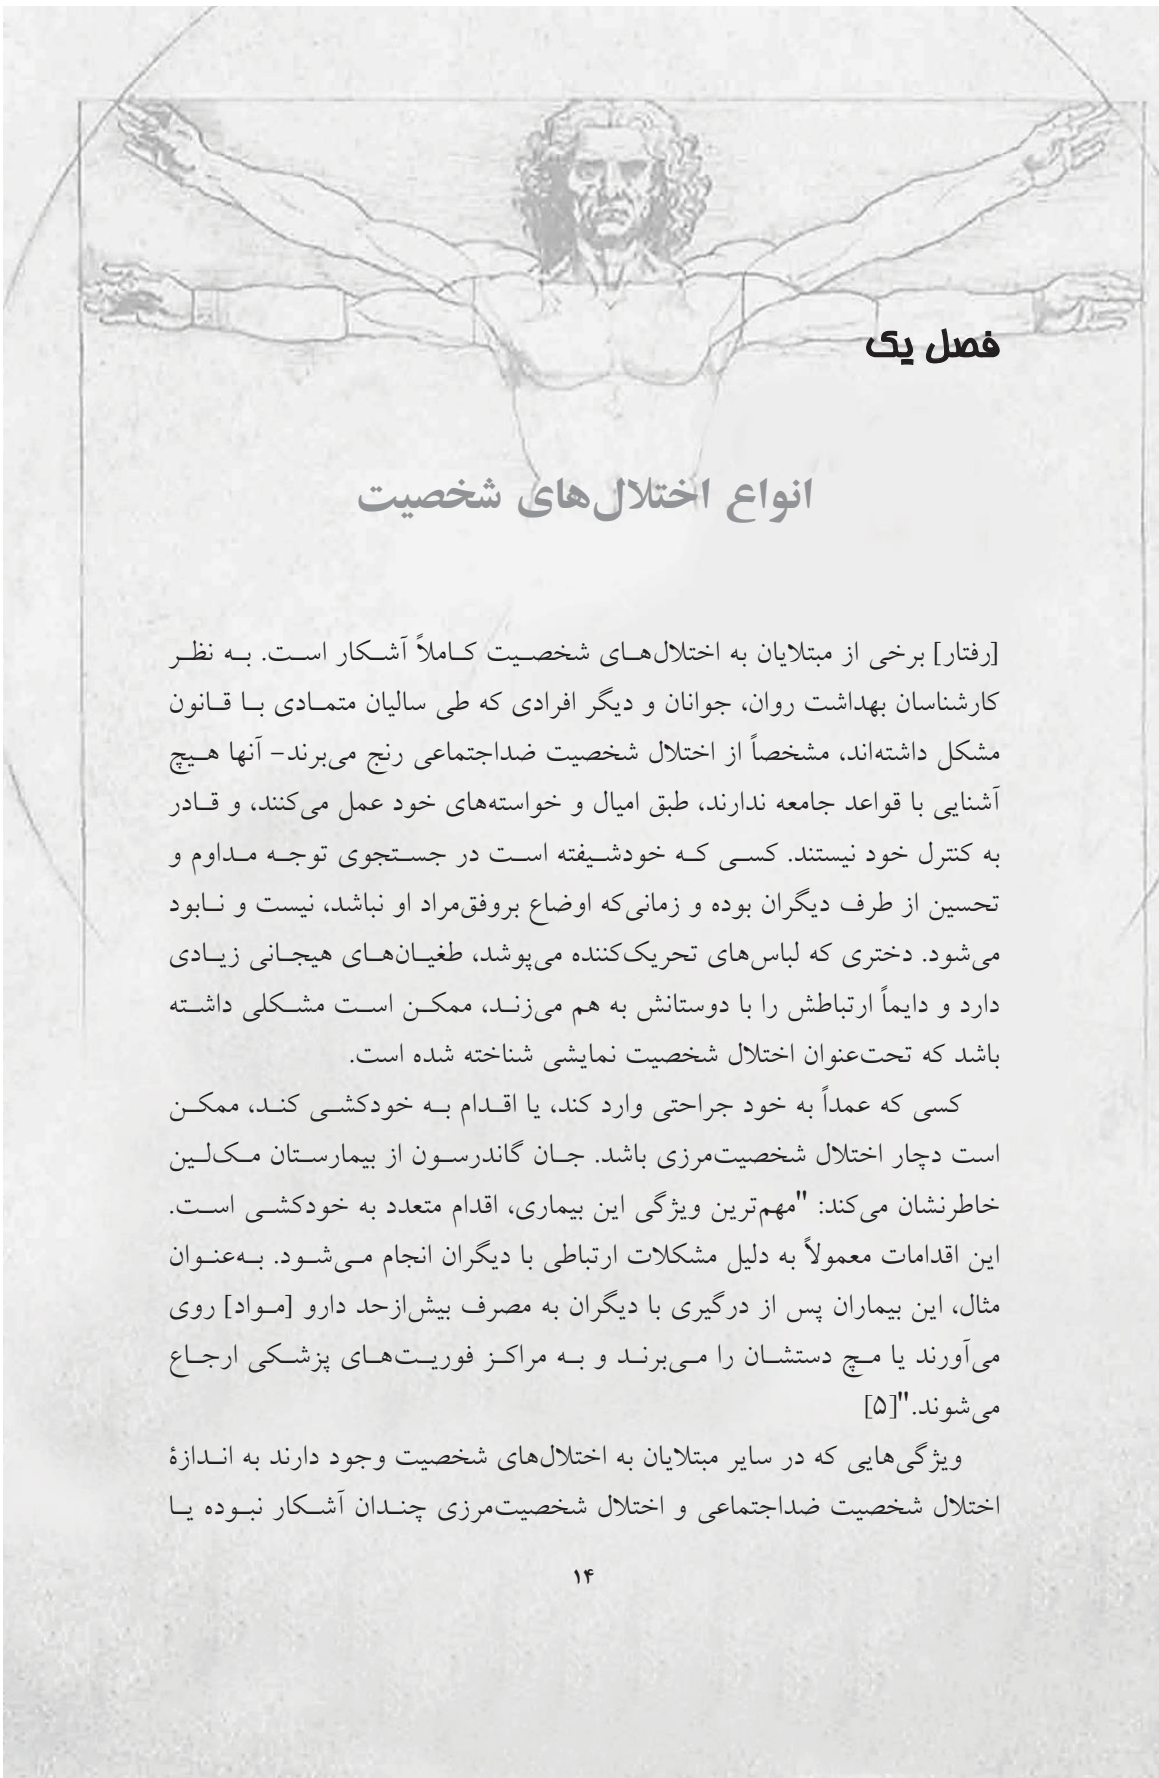 فصل یک
انواع اختلال‌های شخصیت
[رفتار] برخی از مبتلایان به اختلال‌هـای شخصـیت کـاملاً آشـکار اسـت. بـه نظـر
کارشناسان بهداشت روان، جوانان و دیگر افرادی که طی سالیان متمـادی بـا قـانون
مشکل داشته‌اند، مشخصاً از اختلال شخصیت ضداجتماعی رنج می‌برند- آنها هـیچ
آشنایی با قواعد جامعه ندارند، طبق امیال و خواسته‌های خود عمل می‌کنند، و قـادر
به کنترل خود نیستند. کسـی کـه خودشـیفته اسـت در جسـتجوی توجـه مـداوم و
تحسین از طرف دیگران بوده و زمانی‌که اوضاع بروفق‌مراد او نباشد، نیست و نـابود
می‌شود. دختری که لباس‌های تحریک‌کننده می‌پوشد، طغیـان‌هـای هیجـانی زیـادی
دارد و دایماً ارتباطش را با دوستانش به هم می‌زنـد، ممکـن اسـت مشـکلی داشـته
باشد که تحت‌عنوان اختلال شخصیت نمایشی شناخته شده است.
کسی که عمداً به خود جراحتی وارد کند، یا اقـدام بـه خودکشـی کنـد، ممکـن
است دچار اختلال شخصیت‌مرزی باشد. جـان گاندرسـون از بیمارسـتان مـک‌لـین
خاطرنشان می‌کند: "مهم‌ترین ویژگی این بیماری، اقدام متعدد به خودکشـی اسـت.
این اقدامات معمولاً به دلیل مشکلات ارتباطی با دیگران انجام مـی‌شـود. بـه‌عنـوان
مثال، این بیماران پس از درگیری با دیگران به مصرف بیش‌ازحد دارو [مـواد] روی
می‌آورند یا مـچ دستشـان را مـی‌برنـد و بـه مراکـز فوریـت‌هـای پزشـکی ارجـاع
می‌شوند."[۵]
ویژگی‌هایی که در سایر مبتلایان به اختلال‌های شخصیت وجود دارند به انـدازۀ
اختلال شخصیت ضداجتماعی و اختلال شخصیت‌مرزی چنـدان آشـکار نبـوده یـا
۱۴